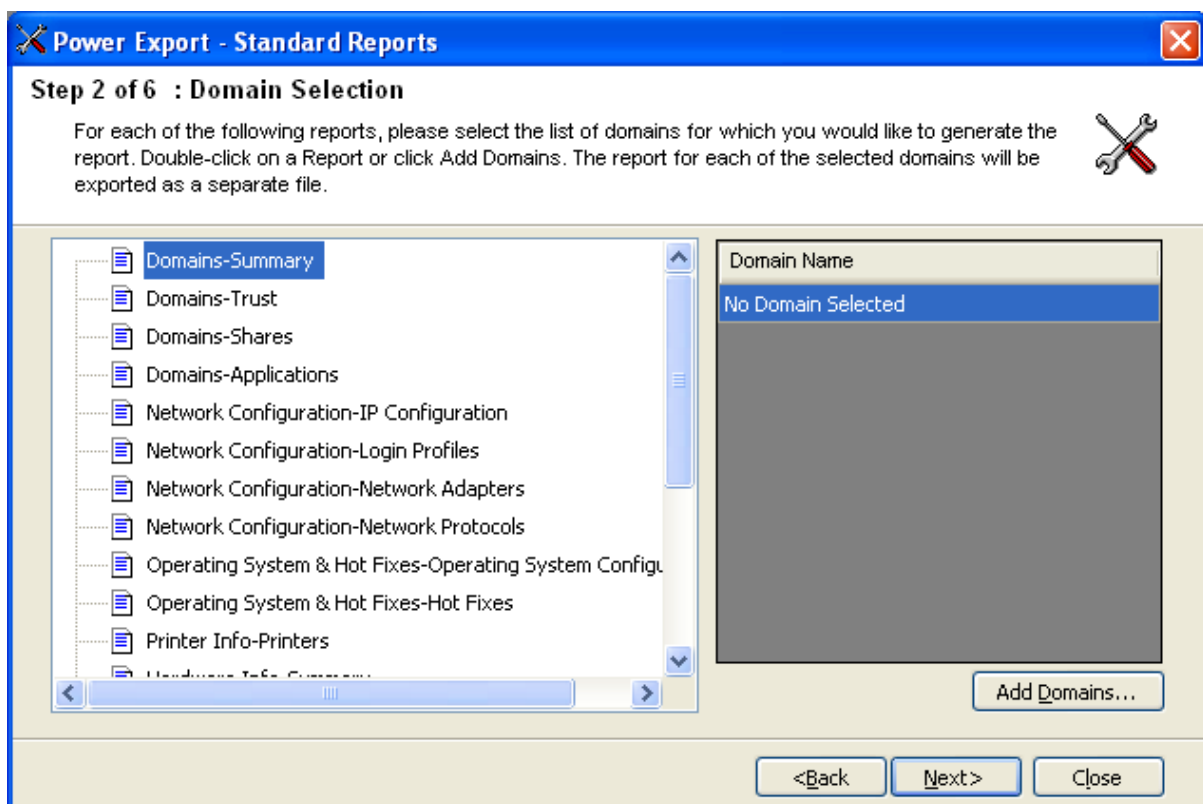 Power Export - Standard Reports
Step 2 of 6 : Domain Selection
For each of the following reports, please select the list of domains for which you would like to generate the
report. Double-click on a Report or click Add Domains. The report for each of the selected domains will be
exported as a separate file.
Domains-Summary
Domains-Trust
Domains-Shares
Domains-Applications
Network Configuration-IP Configuration
Network Configuration-Login Profiles
Network Configuration-Network Adapters
Network Configuration-Network Protocols
Operating System & Hot Fixes-Operating System Configu
Operating System & Hot Fixes-Hot Fixes
Printer Info-Printers
Hardware Info-Summary
Domain Name
No Domain Selected
Add Domains...
<Back
Next>
Close